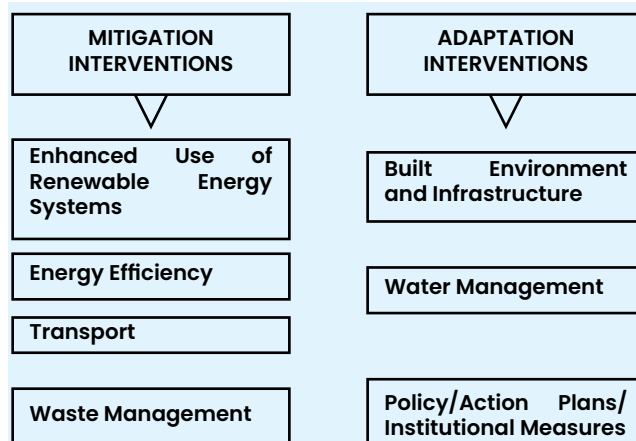 MITIGATION
INTERVENTIONS
Enhanced Use of
Renewable Energy
Systems
Energy Efficiency
Transport
Waste Management
ADAPTATION
INTERVENTIONS
Built Environment
and Infrastructure
Water Management
Policy/Action Plans/
Institutional Measures